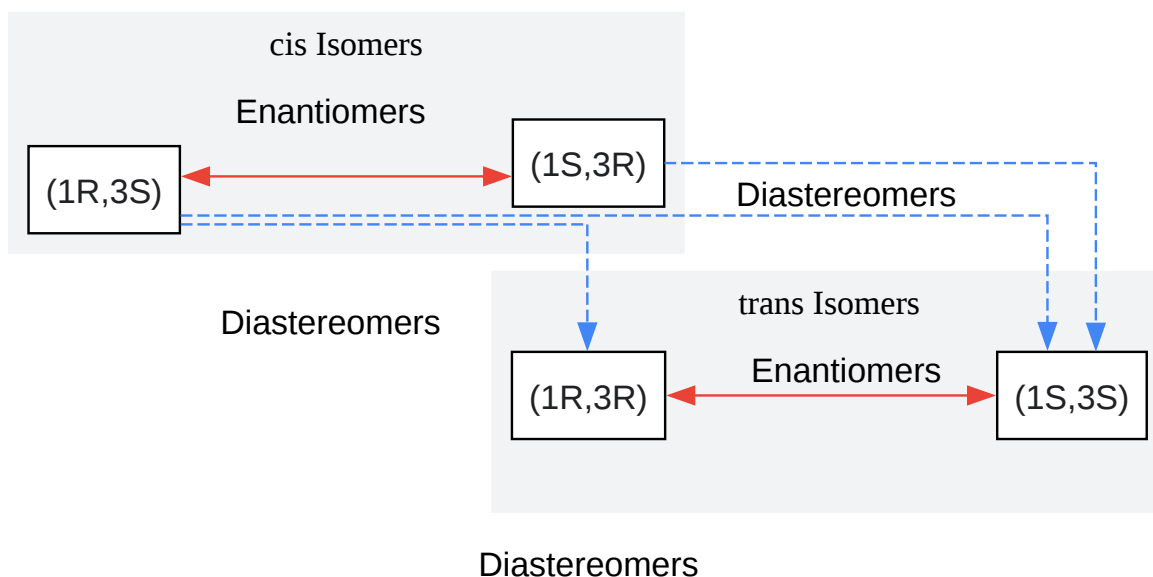 cis Isomers
Enantiomers
(1R,3S)
(1S,3R)
Diastereomers
trans Isomers
Diastereomers
Enantiomers
(1R,3R)
(1S,3S)
Diastereomers